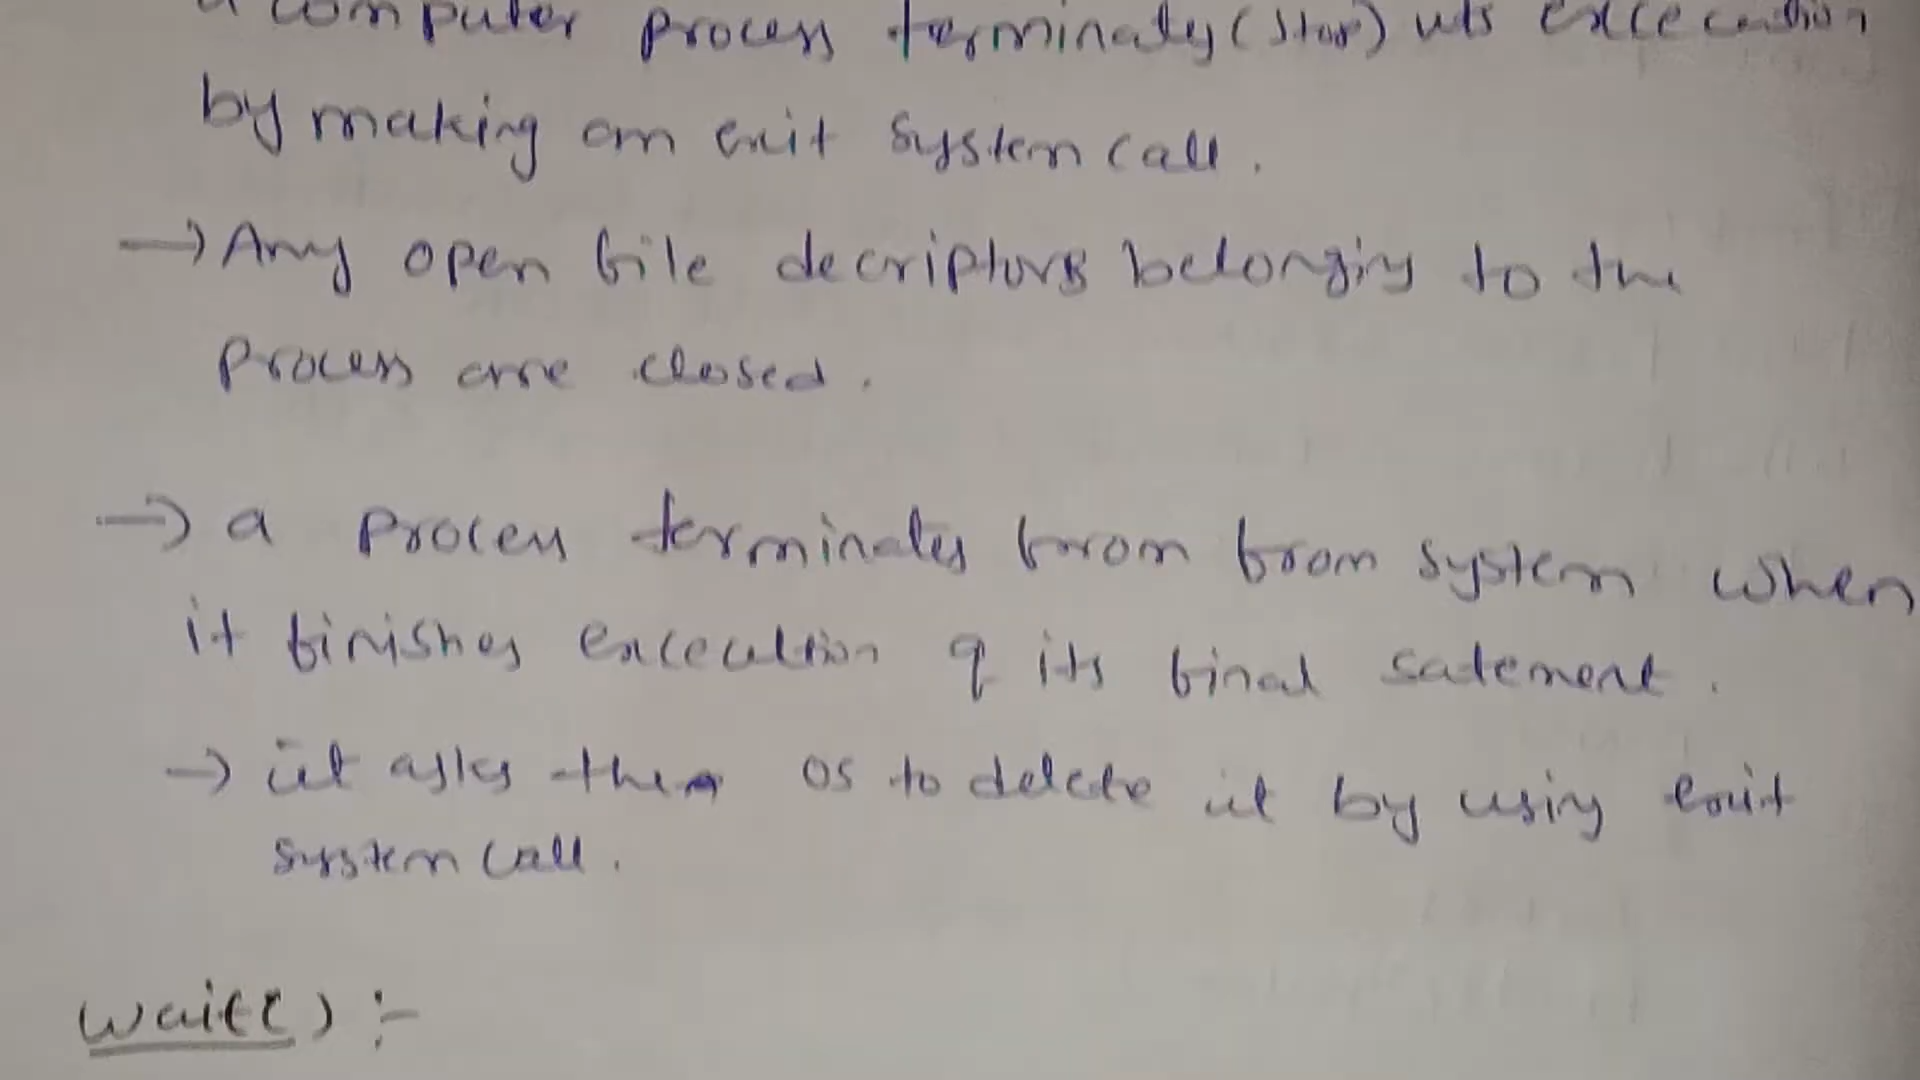 a computer process terminates (stop) its excecution
by making an exit system call.
→ Any open file decriptors belonging to the
process are closed.
→ a process terminates from from system when
it finishes excecution of its final satement.
→ it asks the OS to delete it by using exit
system call.
wait() :-